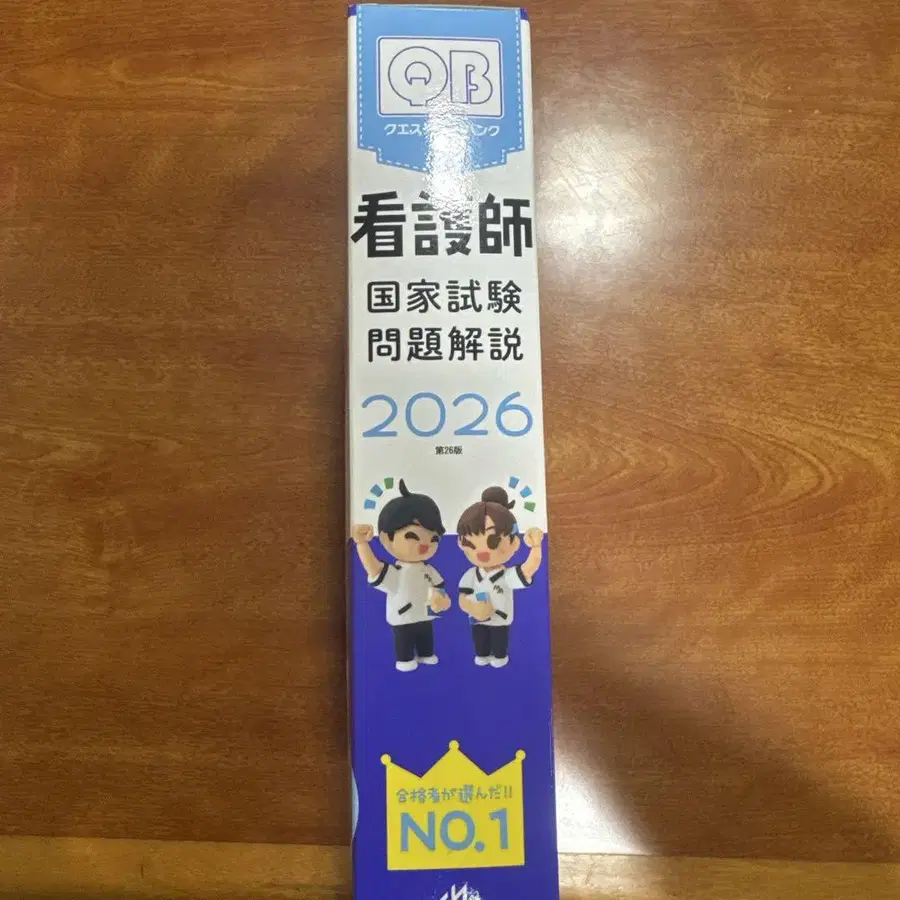 QB
看護師
国家試験
問題解説
2026
第26版
合格者が選んだ!!
NO.1